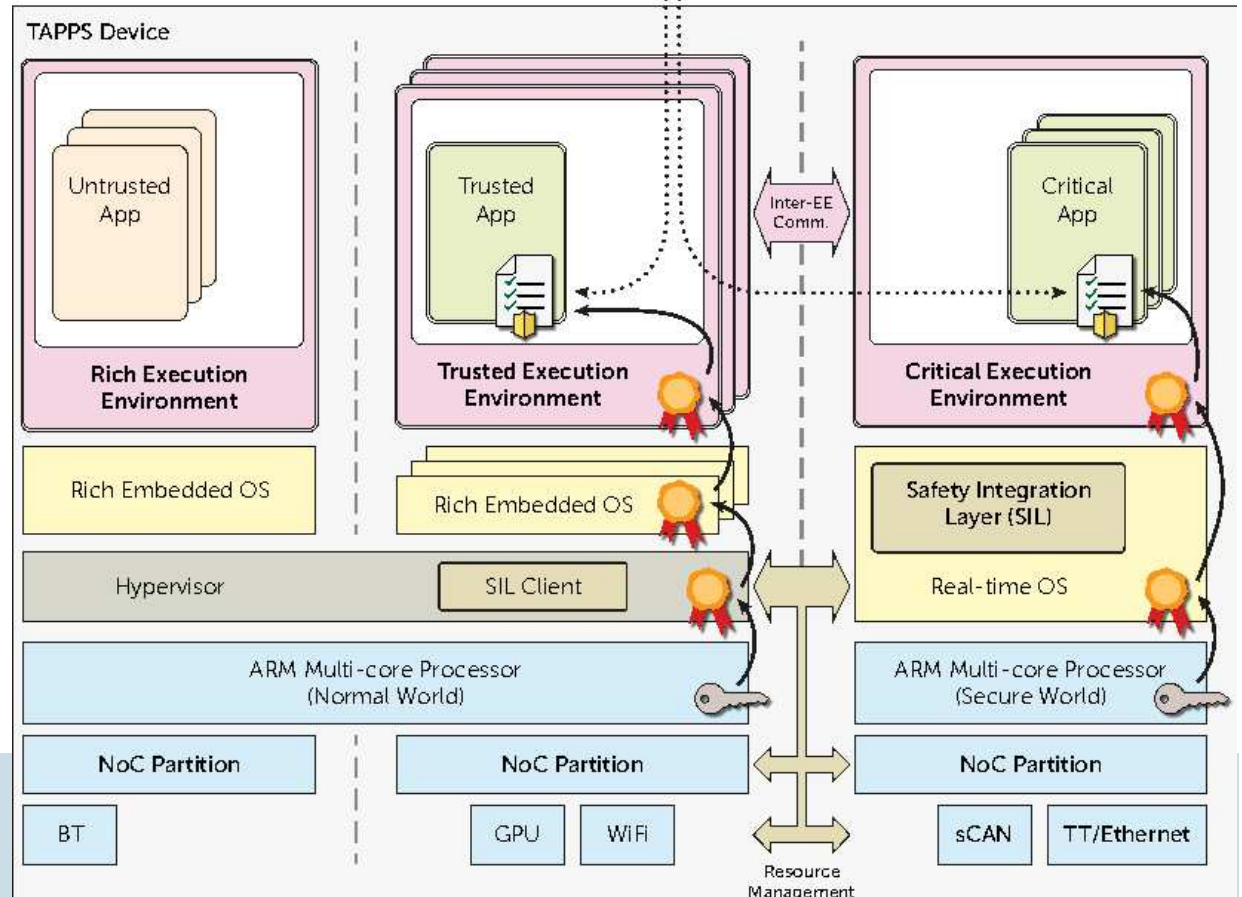 TAPPS Device
Untrusted
App
Rich Execution
Environment
Trusted
App
Trusted Execution
Environment
Inter-EE
Comm.
Critical
App
Critical Execution
Environment
Rich Embedded OS
Rich Embedded OS
Safety Integration
Layer (SIL)
Real-time OS
Hypervisor
SIL Client
ARM Multi-core Processor
(Normal World)
ARM Multi-core Processor
(Secure World)
NoC Partition
NoC Partition
NoC Partition
BT
GPU
WiFi
sCAN
TT/Ethernet
Resource
Management